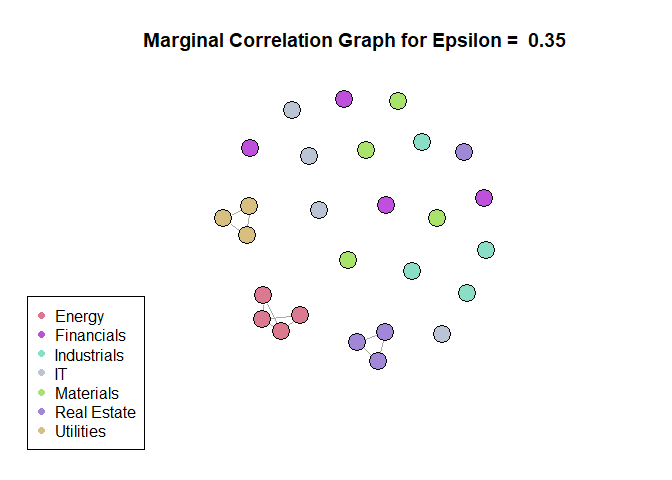 Marginal Correlation Graph for Epsilon =  0.35
Energy
Financials
Industrials
IT
Materials
Real Estate
Utilities